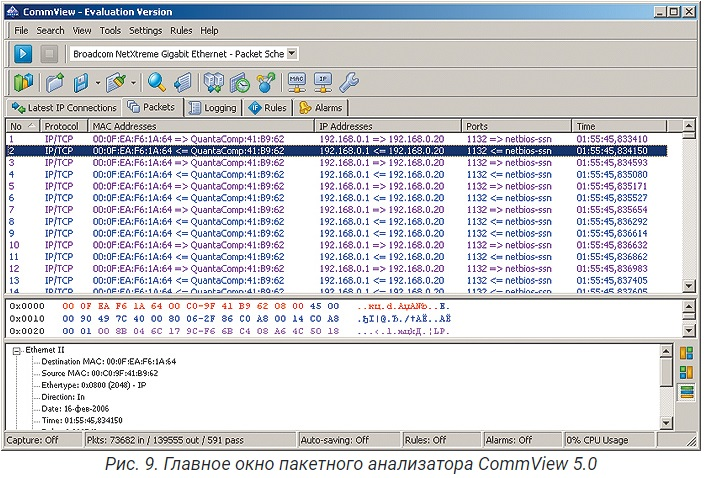 CommView - Evaluation Version
File Search View Tools Settings Rules Help
Broadcom NetXtreme Gigabit Ethernet - Packet Sche
Latest IP Connections Packets Logging Rules Alarms
No Protocol MAC Addresses IP Addresses Ports Time
1 IP/TCP 00:0F:EA:F6:1A:64 => QuantaComp:41:B9:62 192.168.0.1 => 192.168.0.20 1132 => netbios-ssn 01:55:45,833410
2 IP/TCP 00:0F:EA:F6:1A:64 <= QuantaComp:41:B9:62 192.168.0.1 <= 192.168.0.20 1132 <= netbios-ssn 01:55:45,834150
3 IP/TCP 00:0F:EA:F6:1A:64 => QuantaComp:41:B9:62 192.168.0.1 => 192.168.0.20 1132 => netbios-ssn 01:55:45,834593
4 IP/TCP 00:0F:EA:F6:1A:64 <= QuantaComp:41:B9:62 192.168.0.1 <= 192.168.0.20 1132 <= netbios-ssn 01:55:45,835080
5 IP/TCP 00:0F:EA:F6:1A:64 => QuantaComp:41:B9:62 192.168.0.1 => 192.168.0.20 1132 => netbios-ssn 01:55:45,835171
6 IP/TCP 00:0F:EA:F6:1A:64 <= QuantaComp:41:B9:62 192.168.0.1 <= 192.168.0.20 1132 <= netbios-ssn 01:55:45,835527
7 IP/TCP 00:0F:EA:F6:1A:64 => QuantaComp:41:B9:62 192.168.0.1 => 192.168.0.20 1132 => netbios-ssn 01:55:45,835654
8 IP/TCP 00:0F:EA:F6:1A:64 <= QuantaComp:41:B9:62 192.168.0.1 <= 192.168.0.20 1132 <= netbios-ssn 01:55:45,836292
9 IP/TCP 00:0F:EA:F6:1A:64 <= QuantaComp:41:B9:62 192.168.0.1 <= 192.168.0.20 1132 <= netbios-ssn 01:55:45,836614
10 IP/TCP 00:0F:EA:F6:1A:64 => QuantaComp:41:B9:62 192.168.0.1 => 192.168.0.20 1132 => netbios-ssn 01:55:45,836632
11 IP/TCP 00:0F:EA:F6:1A:64 <= QuantaComp:41:B9:62 192.168.0.1 <= 192.168.0.20 1132 <= netbios-ssn 01:55:45,836862
12 IP/TCP 00:0F:EA:F6:1A:64 => QuantaComp:41:B9:62 192.168.0.1 => 192.168.0.20 1132 => netbios-ssn 01:55:45,836983
13 IP/TCP 00:0F:EA:F6:1A:64 <= QuantaComp:41:B9:62 192.168.0.1 <= 192.168.0.20 1132 <= netbios-ssn 01:55:45,837405
0x0000 00 0F EA F6 1A 64 00 C0-9F 41 B9 62 08 00 45 00
0x0010 00 90 49 7C 40 00 80 06-2F 86 C0 A8 00 14 C0 A8
0x0020 00 01 00 8B 04 6C 17 9C-F6 6B C4 08 A6 4C 50 18
Ethernet II
Destination MAC: 00:0F:EA:F6:1A:64
Source MAC: 00:C0:9F:41:B9:62
Ethertype: 0x0800 (2048) - IP
Direction: In
Date: 16-фев-2006
Time: 01:55:45,834150
Capture: Off Pkts: 73682 in / 139555 out / 591 pass Auto-saving: Off Rules: Off Alarms: Off 0% CPU Usage
Рис. 9. Главное окно пакетного анализатора CommView 5.0